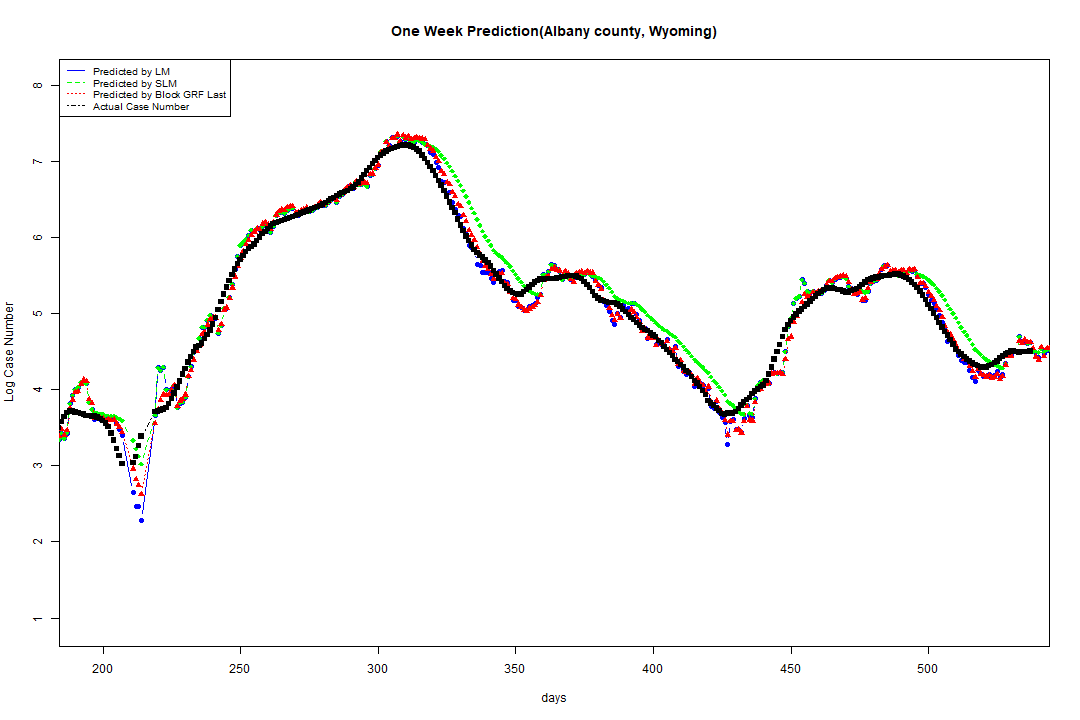 One Week Prediction(Albany county, Wyoming)
Predicted by LM
Predicted by SLM
Predicted by Block GRF Last
Actual Case Number
8
7
6
5
4
3
2
1
Log Case Number
200 250 300 350 400 450 500
days